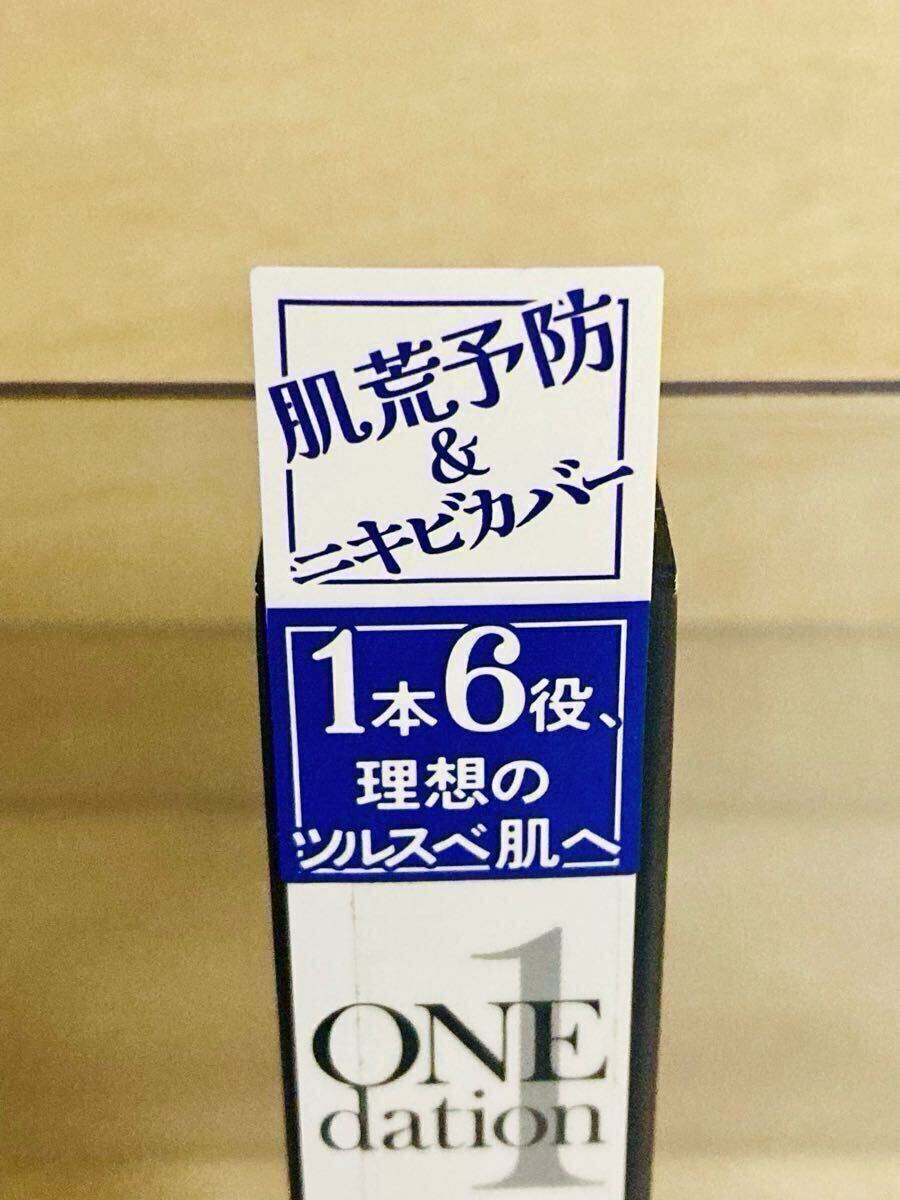 肌荒予防
&
ニキビカバー
1本6役、
理想の
ツルスベ肌へ
1
ONE
dation